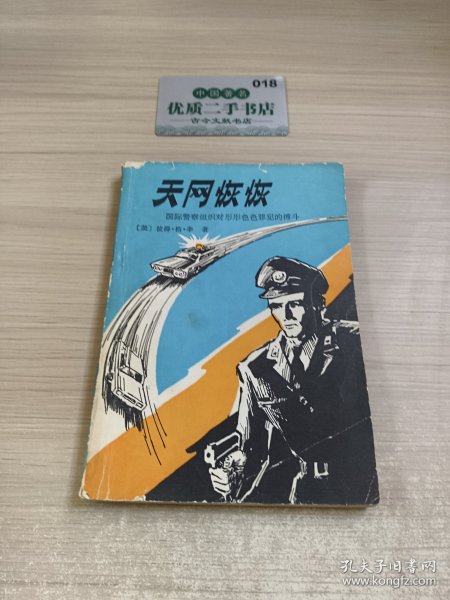 018
中国著名
优质二手书店
古今文献书店
天网恢恢
国际警察组织对形形色色罪犯的搏斗
〔英〕彼得·格·李 著
孔夫子旧书网
www.kongfz.com